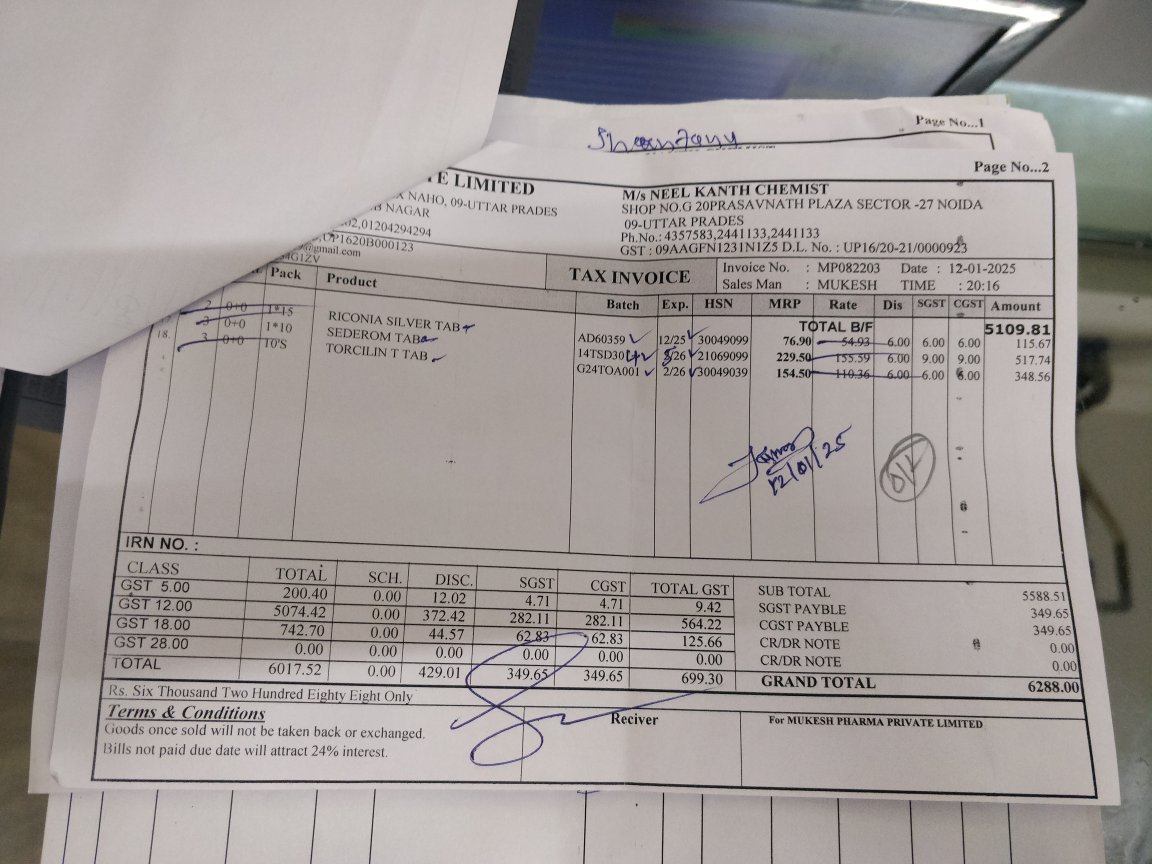 Page No...1
Page No...2
TE LIMITED
NAHO, 09-UTTAR PRADES
NAGAR
,01204294294
UP1620B000123
@gmail.com
G1ZV
M/s NEEL KANTH CHEMIST
SHOP NO.G 20PRASAVNATH PLAZA SECTOR -27 NOIDA
09-UTTAR PRADES
Ph.No.: 4357583,2441133,2441133
GST : 09AAGFN1231N1Z5 D.L. No. : UP16/20-21/0000923
TAX INVOICE
Invoice No. : MP082203 Date : 12-01-2025
Sales Man : MUKESH TIME : 20:16
Pack Product Batch Exp. HSN MRP Rate Dis SGST CGST Amount
TOTAL B/F 5109.81
2 0+0 1*15 RICONIA SILVER TAB AD60359 12/25 30049099 76.90 54.93 6.00 6.00 6.00 115.67
3 0+0 1*10 SEDEROM TAB 14TSD30 /26 21069099 229.50 155.59 6.00 9.00 9.00 517.74
18. 3 0+0 10'S TORCILIN T TAB G24TOA001 2/26 30049039 154.50 110.36 6.00 6.00 6.00 348.56
12/01/25
OK
IRN NO. :
CLASS TOTAL SCH. DISC. SGST CGST TOTAL GST
GST 5.00 200.40 0.00 12.02 4.71 4.71 9.42
GST 12.00 5074.42 0.00 372.42 282.11 282.11 564.22
GST 18.00 742.70 0.00 44.57 62.83 62.83 125.66
GST 28.00 0.00 0.00 0.00 0.00 0.00 0.00
TOTAL 6017.52 0.00 429.01 349.65 349.65 699.30
SUB TOTAL 5588.51
SGST PAYBLE 349.65
CGST PAYBLE 349.65
CR/DR NOTE 0.00
CR/DR NOTE 0.00
GRAND TOTAL 6288.00
Rs. Six Thousand Two Hundred Eighty Eight Only
Terms & Conditions
Goods once sold will not be taken back or exchanged.
Bills not paid due date will attract 24% interest.
Reciver
For MUKESH PHARMA PRIVATE LIMITED